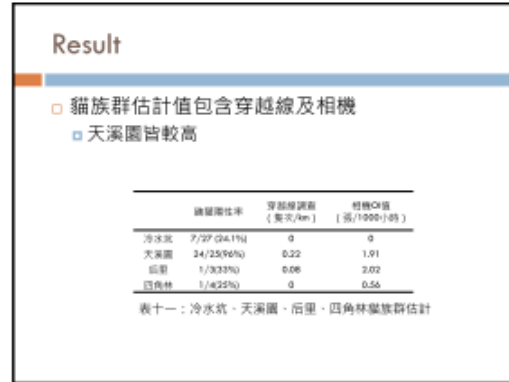 Result
貓族群估計值包含穿越線及相機
天溪園皆較高
陽性率 穿越線調查 相機OI值
(隻次/km) (張/1000小時)
冷水坑 7/27 (24.1%) 0 0
天溪園 24/25(96%) 0.22 1.91
后里 1/3(33%) 0.08 2.02
四角林 1/4(25%) 0 0.56
表十一：冷水坑、天溪園、后里、四角林貓族群估計